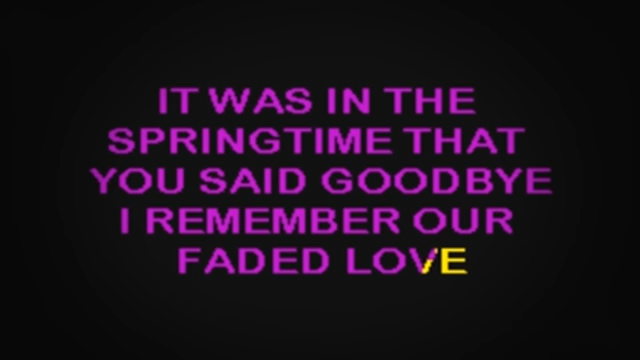 IT WAS IN THE
SPRINGTIME THAT
YOU SAID GOODBYE
I REMEMBER OUR
FADED LOVE